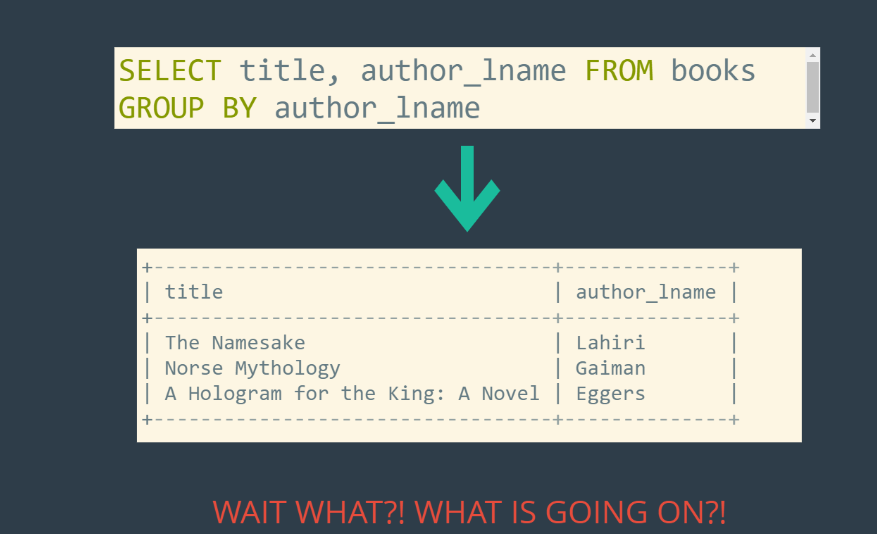 SELECT title, author_lname FROM books
GROUP BY author_lname
+----------------------------------+--------------+
| title                            | author_lname |
+----------------------------------+--------------+
| The Namesake                     | Lahiri       |
| Norse Mythology                  | Gaiman       |
| A Hologram for the King: A Novel | Eggers       |
+----------------------------------+--------------+
WAIT WHAT?! WHAT IS GOING ON?!